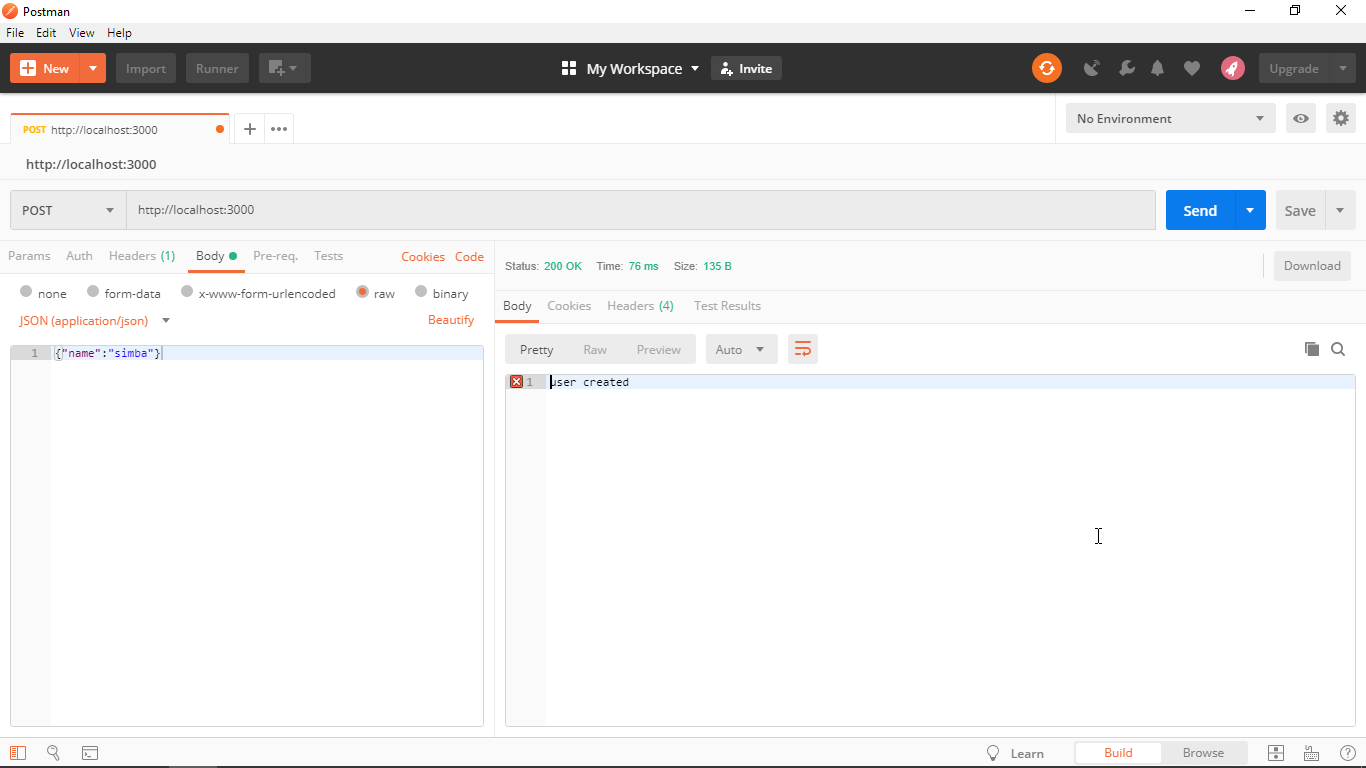 Postman
File Edit View Help
New Import Runner My Workspace Invite Upgrade
POST http://localhost:3000 No Environment
http://localhost:3000
POST http://localhost:3000 Send Save
Params Auth Headers (1) Body Pre-req. Tests Cookies Code
none form-data x-www-form-urlencoded raw binary
JSON (application/json) Beautify
1 {"name":"simba"}
Status: 200 OK Time: 76 ms Size: 135 B Download
Body Cookies Headers (4) Test Results
Pretty Raw Preview Auto
1 user created
Learn Build Browse